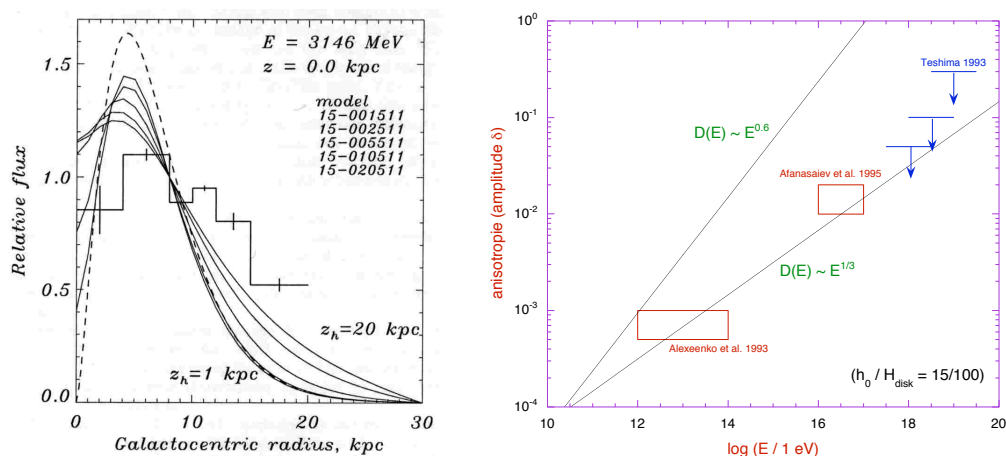 E = 3146 MeV
z = 0.0 kpc
model
15-001511
15-002511
15-005511
15-010511
15-020511
1.5
1.0
0.5
0.0
Relative flux
z_h=20 kpc
z_h=1 kpc
0
10
20
30
Galactocentric radius, kpc
10^0
10^-1
10^-2
10^-3
10^-4
anisotropie (amplitude δ)
Teshima 1993
D(E) ~ E^0.6
Afanasaiev et al. 1995
D(E) ~ E^1/3
Alexeenko et al. 1993
(h_0 / H_disk = 15/100)
10
12
14
16
18
20
log (E / 1 eV)